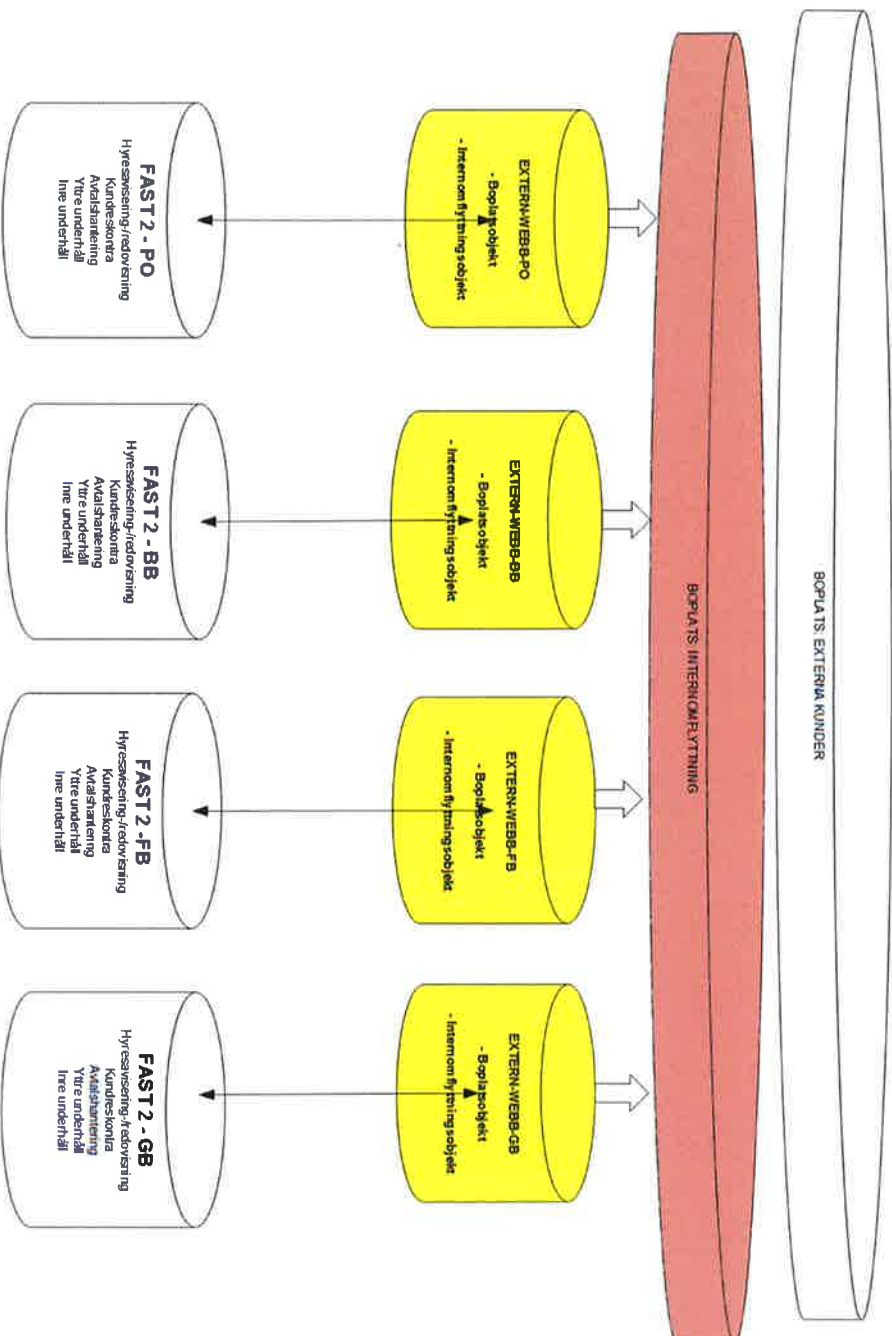 BOPLATS: EXTERNA KUNDER
BOPLATS: INTERNOMFLYTTNING
EXTERN-WEBB-PO
- Boplatsobjekt
- Internomflyttningsobjekt
EXTERN-WEBB-BB
- Boplatsobjekt
- Internomflyttningsobjekt
EXTERN-WEBB-FB
- Boplatsobjekt
- Internomflyttningsobjekt
EXTERN-WEBB-GB
- Boplatsobjekt
- Internomflyttningsobjekt
FAST 2 - PO
Hyresavisering-/redovisning
Kundreskontra
Avtalshantering
Yttre underhåll
Inre underhåll
FAST 2 - BB
Hyresavisering-/redovisning
Kundreskontra
Avtalshantering
Yttre underhåll
Inre underhåll
FAST 2 -FB
Hyresavisering-/redovisning
Kundreskontra
Avtalshantering
Yttre underhåll
Inre underhåll
FAST 2 - GB
Hyresavisering-/redovisning
Kundreskontra
Avtalshantering
Yttre underhåll
Inre underhåll